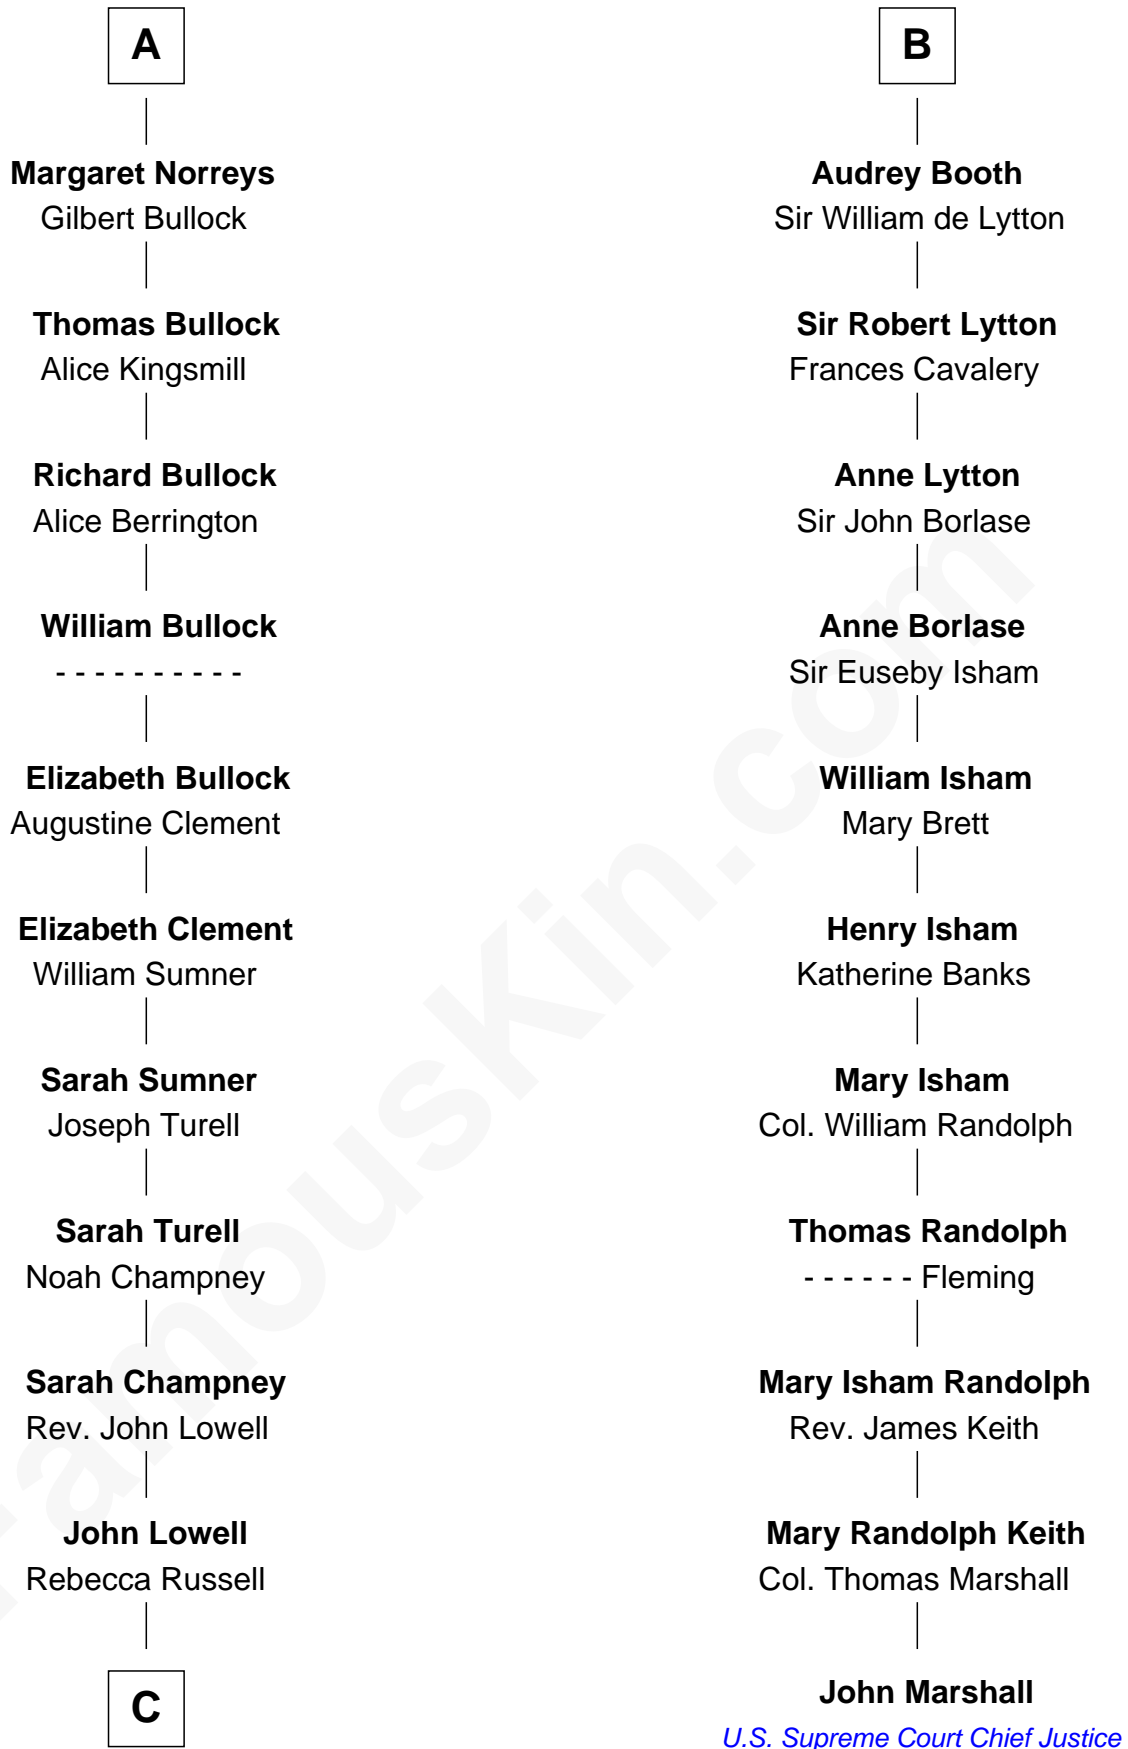 A
Margaret Norreys
Gilbert Bullock
Thomas Bullock
Alice Kingsmill
Richard Bullock
Alice Berrington
William Bullock
- - - - - - - - - -
Elizabeth Bullock
Augustine Clement
Elizabeth Clement
William Sumner
Sarah Sumner
Joseph Turell
Sarah Turell
Noah Champney
Sarah Champney
Rev. John Lowell
John Lowell
Rebecca Russell
C
B
Audrey Booth
Sir William de Lytton
Sir Robert Lytton
Frances Cavalery
Anne Lytton
Sir John Borlase
Anne Borlase
Sir Euseby Isham
William Isham
Mary Brett
Henry Isham
Katherine Banks
Mary Isham
Col. William Randolph
Thomas Randolph
- - - - - - Fleming
Mary Isham Randolph
Rev. James Keith
Mary Randolph Keith
Col. Thomas Marshall
John Marshall
U.S. Supreme Court Chief Justice
FamousKin.com